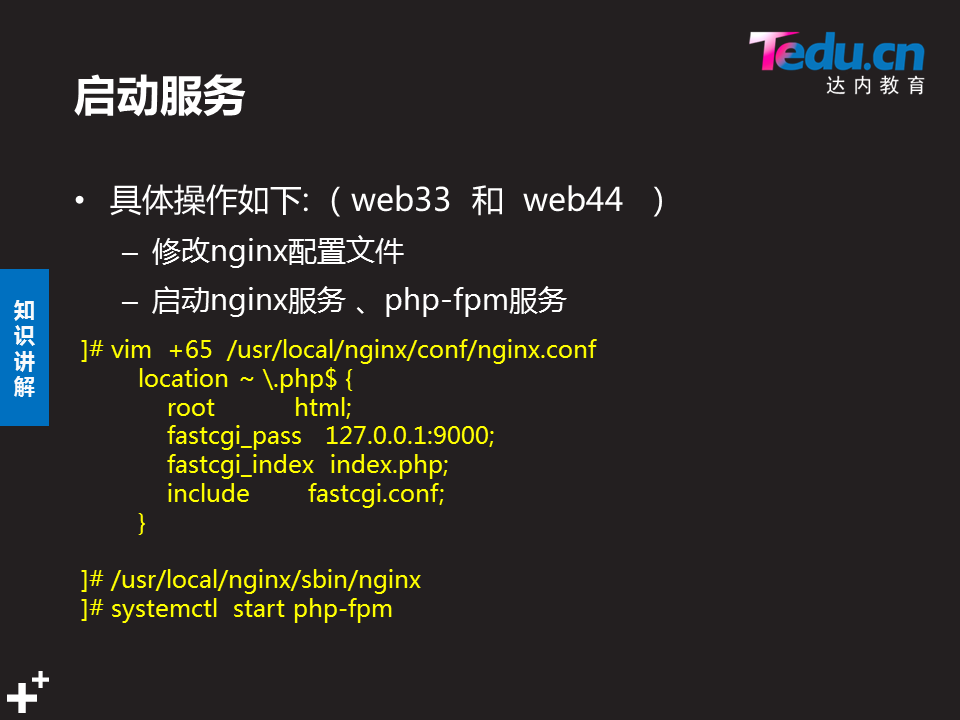 Tedu.cn
达内教育
启动服务
• 具体操作如下:（web33 和 web44 ）
– 修改nginx配置文件
– 启动nginx服务 、php-fpm服务
知识讲解
]# vim +65 /usr/local/nginx/conf/nginx.conf
location ~ \.php$ {
root html;
fastcgi_pass 127.0.0.1:9000;
fastcgi_index index.php;
include fastcgi.conf;
}
]# /usr/local/nginx/sbin/nginx
]# systemctl start php-fpm